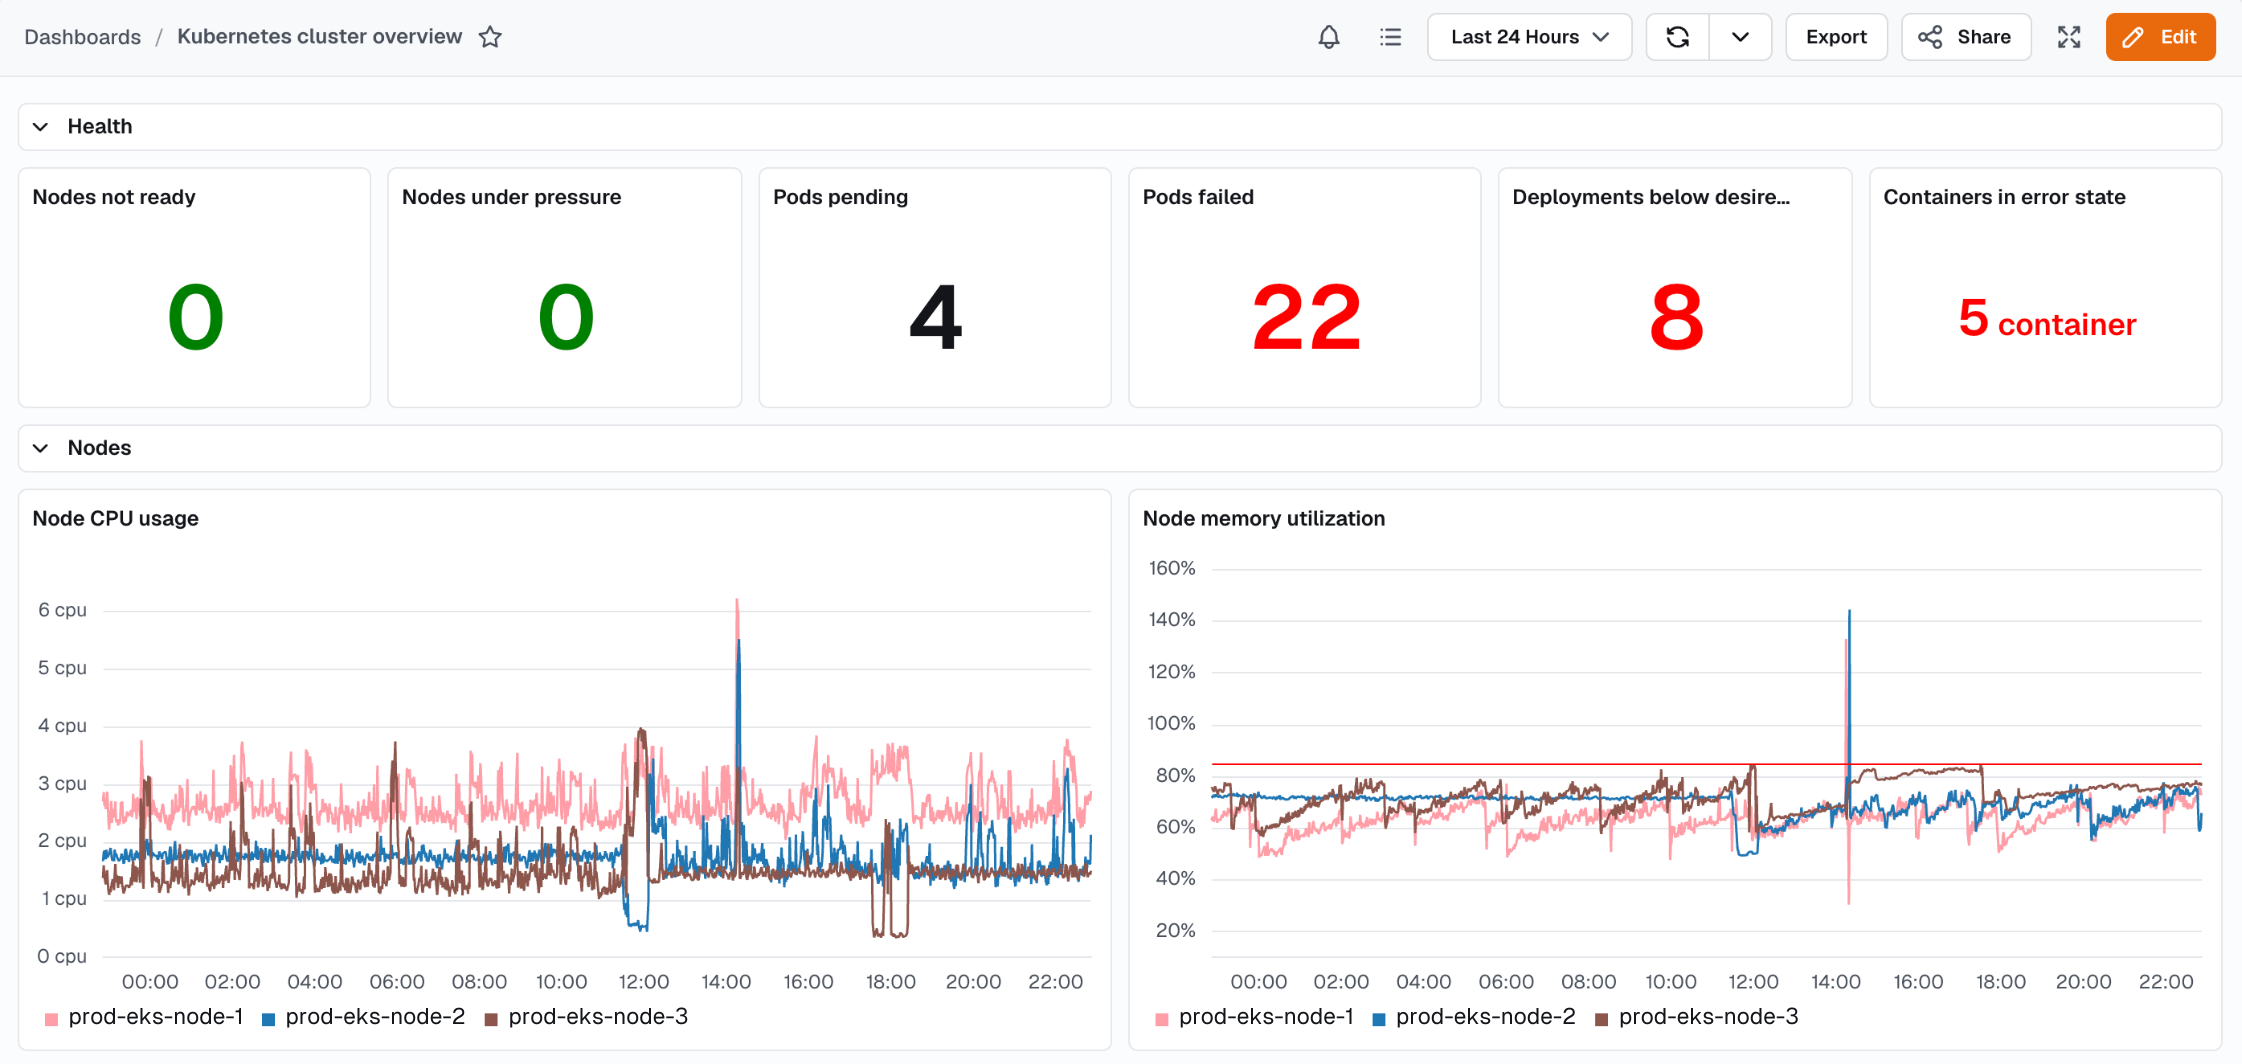 Dashboards / Kubernetes cluster overview
Last 24 Hours
Export
Share
Edit
Health
Nodes not ready
0
Nodes under pressure
0
Pods pending
4
Pods failed
22
Deployments below desire...
8
Containers in error state
5 container
Nodes
Node CPU usage
6 cpu
5 cpu
4 cpu
3 cpu
2 cpu
1 cpu
0 cpu
00:00 02:00 04:00 06:00 08:00 10:00 12:00 14:00 16:00 18:00 20:00 22:00
prod-eks-node-1 prod-eks-node-2 prod-eks-node-3
Node memory utilization
160%
140%
120%
100%
80%
60%
40%
20%
00:00 02:00 04:00 06:00 08:00 10:00 12:00 14:00 16:00 18:00 20:00 22:00
prod-eks-node-1 prod-eks-node-2 prod-eks-node-3